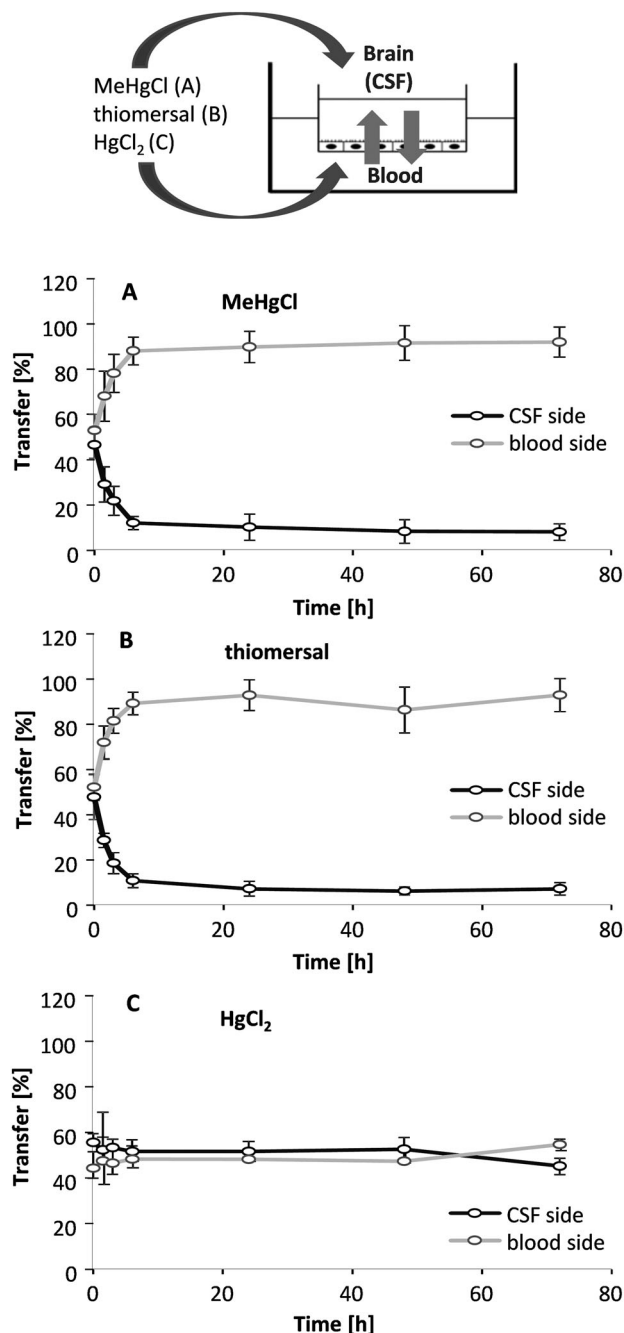 Brain
(CSF)
MeHgCl (A)
thiomersal (B)
HgCl₂ (C)
Blood
A
MeHgCl
Transfer [%]
120
100
80
60
40
20
0
CSF side
blood side
0
20
40
60
80
Time [h]
B
thiomersal
Transfer [%]
120
100
80
60
40
20
0
CSF side
blood side
0
20
40
60
80
Time [h]
C
HgCl₂
Transfer [%]
120
100
80
60
40
20
0
CSF side
blood side
0
20
40
60
80
Time [h]